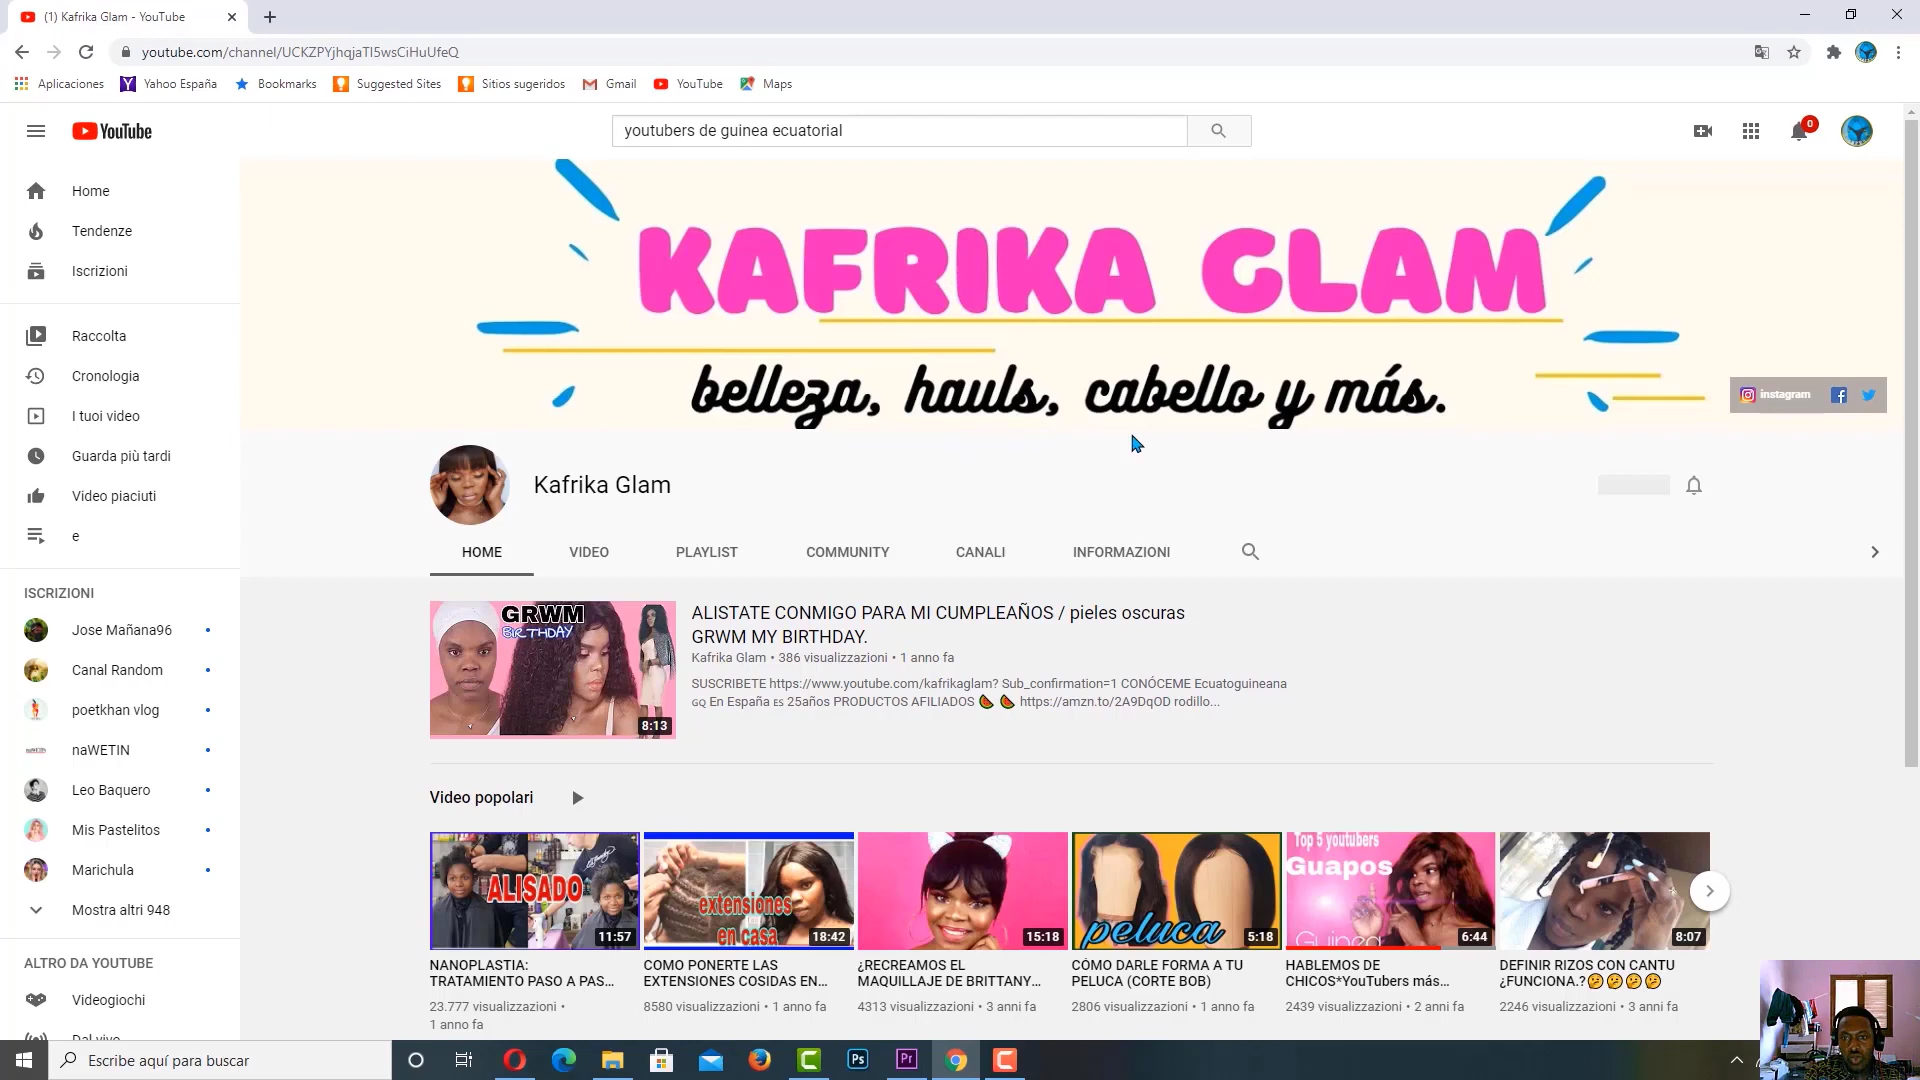 (1) Kafrika Glam - YouTube
youtube.com/channel/UCKZPYjhqjaTI5wsCiHuUfeQ
Aplicaciones
Yahoo España
Bookmarks
Suggested Sites
Sitios sugeridos
Gmail
YouTube
Maps
YouTube
youtubers de guinea ecuatorial
0
Home
Tendenze
Iscrizioni
Raccolta
Cronologia
I tuoi video
Guarda più tardi
Video piaciuti
e
ISCRIZIONI
Jose Mañana96
Canal Random
poetkhan vlog
naWETIN
Leo Baquero
Mis Pastelitos
Marichula
Mostra altri 948
ALTRO DA YOUTUBE
Videogiochi
Dal vivo
KAFRIKA GLAM
belleza, hauls, cabello y más.
instagram
Kafrika Glam
HOME
VIDEO
PLAYLIST
COMMUNITY
CANALI
INFORMAZIONI
GRWM
BIRTHDAY
8:13
ALISTATE CONMIGO PARA MI CUMPLEAÑOS / pieles oscuras
GRWM MY BIRTHDAY.
Kafrika Glam • 386 visualizzazioni • 1 anno fa
SUSCRIBETE https://www.youtube.com/kafrikaglam? Sub_confirmation=1 CONÓCEME Ecuatoguineana
GQ En España ES 25años PRODUCTOS AFILIADOS 🍉 🍉 https://amzn.to/2A9DqOD rodillo...
Video popolari
ALISADO
11:57
NANOPLASTIA:
TRATAMIENTO PASO A PAS...
23.777 visualizzazioni •
1 anno fa
extensiones
en casa
18:42
COMO PONERTE LAS
EXTENSIONES COSIDAS EN...
8580 visualizzazioni • 1 anno fa
15:18
¿RECREAMOS EL
MAQUILLAJE DE BRITTANY...
4313 visualizzazioni • 3 anni fa
peluca
5:18
CÓMO DARLE FORMA A TU
PELUCA (CORTE BOB)
2806 visualizzazioni • 1 anno fa
Top 5 youtubers
Guapos
Guinea
6:44
HABLEMOS DE
CHICOS*YouTubers más...
2439 visualizzazioni • 2 anni fa
8:07
DEFINIR RIZOS CON CANTU
¿FUNCIONA.?🤔🤔🤔🤔
2246 visualizzazioni • 3 anni fa
Escribe aquí para buscar
Ps
Pr